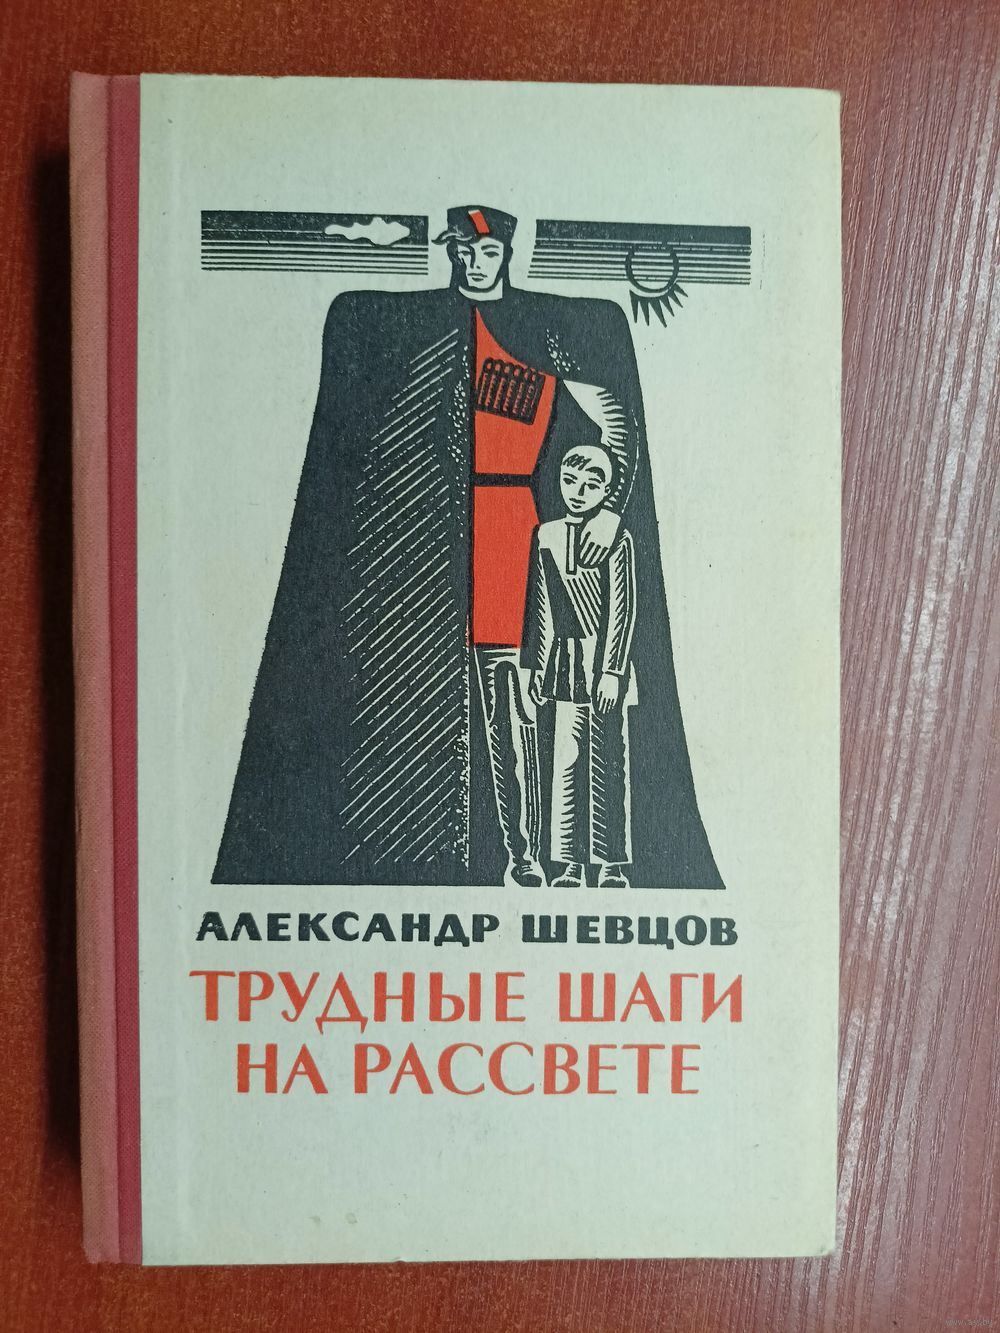 АЛЕКСАНДР ШЕВЦОВ
ТРУДНЫЕ ШАГИ
НА РАССВЕТЕ